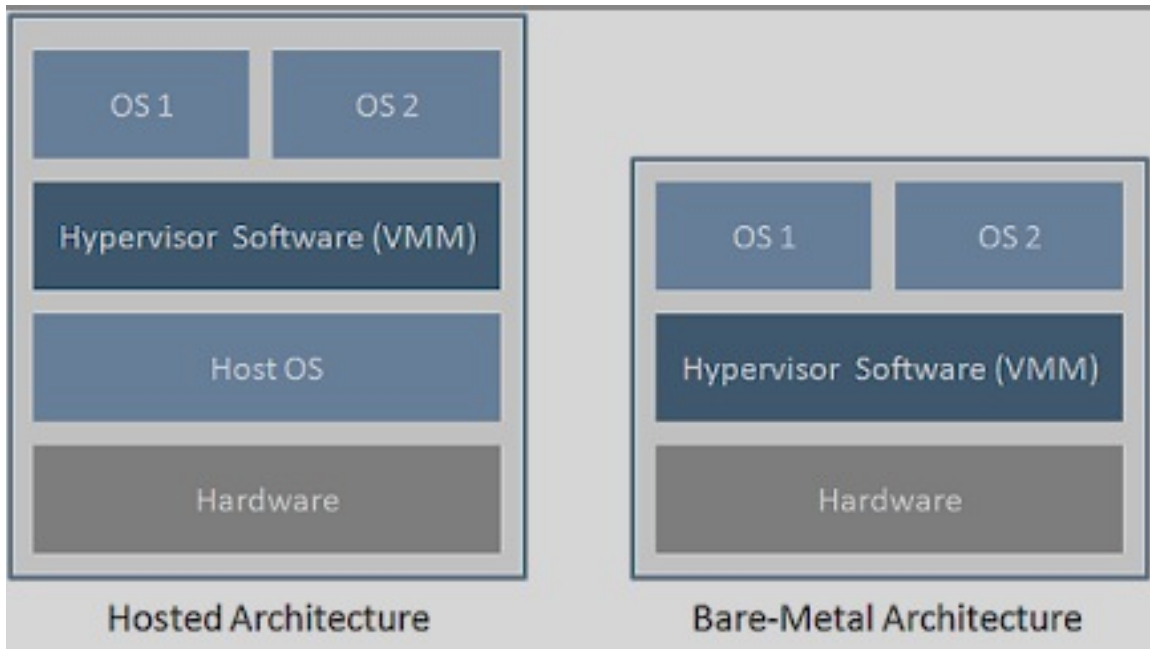 OS 1
OS 2
Hypervisor Software (VMM)
Host OS
Hardware
Hosted Architecture
OS 1
OS 2
Hypervisor Software (VMM)
Hardware
Bare-Metal Architecture